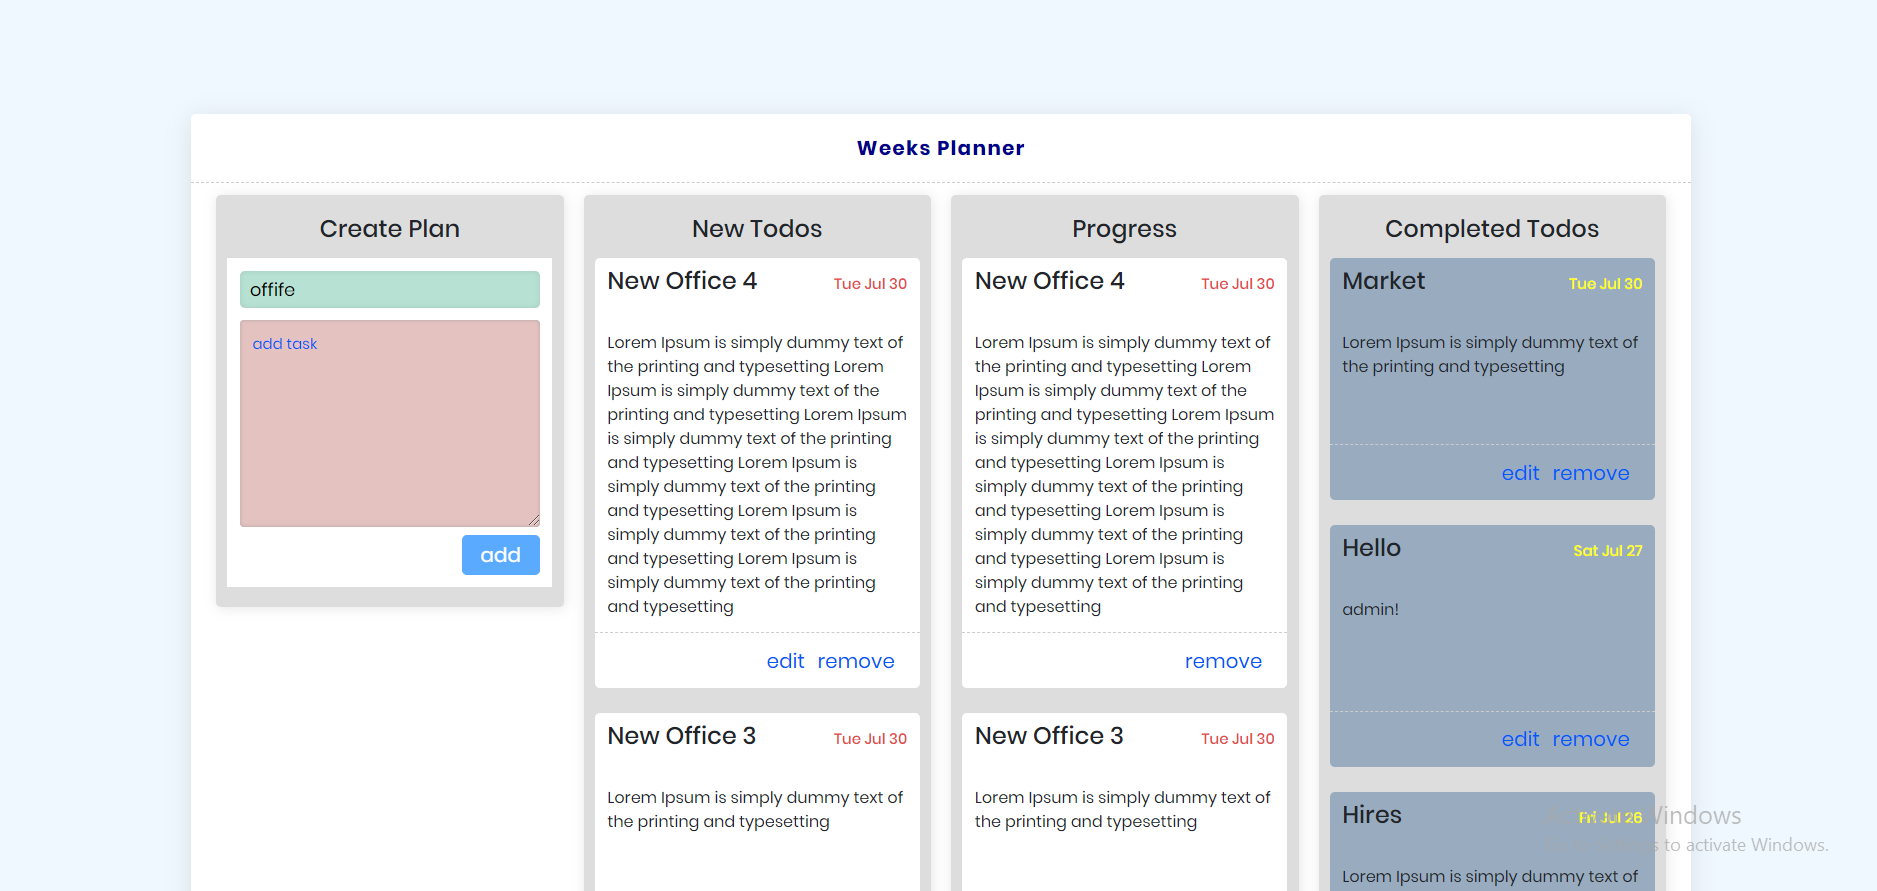 Weeks Planner
Create Plan
offife
add task
add
New Todos
New Office 4
Tue Jul 30
Lorem Ipsum is simply dummy text of
the printing and typesetting Lorem
Ipsum is simply dummy text of the
printing and typesetting Lorem Ipsum
is simply dummy text of the printing
and typesetting Lorem Ipsum is
simply dummy text of the printing
and typesetting Lorem Ipsum is
simply dummy text of the printing
and typesetting Lorem Ipsum is
simply dummy text of the printing
and typesetting
edit remove
New Office 3
Tue Jul 30
Lorem Ipsum is simply dummy text of
the printing and typesetting
Progress
New Office 4
Tue Jul 30
Lorem Ipsum is simply dummy text of
the printing and typesetting Lorem
Ipsum is simply dummy text of the
printing and typesetting Lorem Ipsum
is simply dummy text of the printing
and typesetting Lorem Ipsum is
simply dummy text of the printing
and typesetting Lorem Ipsum is
simply dummy text of the printing
and typesetting Lorem Ipsum is
simply dummy text of the printing
and typesetting
remove
New Office 3
Tue Jul 30
Lorem Ipsum is simply dummy text of
the printing and typesetting
Completed Todos
Market
Tue Jul 30
Lorem Ipsum is simply dummy text of
the printing and typesetting
edit remove
Hello
Sat Jul 27
admin!
edit remove
Hires
Fri Jul 26
Lorem Ipsum is simply dummy text of
Windows
to activate Windows.